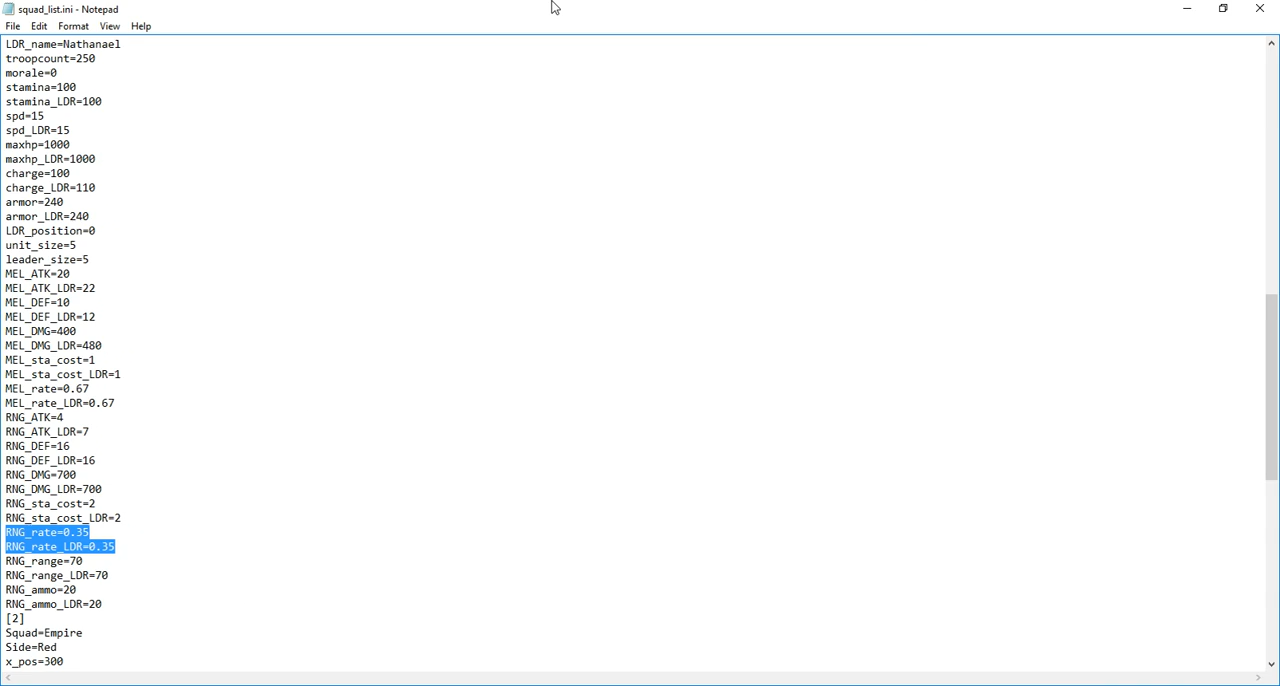 squad_list.ini - Notepad
File Edit Format View Help
LDR_name=Nathanael
troopcount=250
morale=0
stamina=100
stamina_LDR=100
spd=15
spd_LDR=15
maxhp=1000
maxhp_LDR=1000
charge=100
charge_LDR=110
armor=240
armor_LDR=240
LDR_position=0
unit_size=5
leader_size=5
MEL_ATK=20
MEL_ATK_LDR=22
MEL_DEF=10
MEL_DEF_LDR=12
MEL_DMG=400
MEL_DMG_LDR=480
MEL_sta_cost=1
MEL_sta_cost_LDR=1
MEL_rate=0.67
MEL_rate_LDR=0.67
RNG_ATK=4
RNG_ATK_LDR=7
RNG_DEF=16
RNG_DEF_LDR=16
RNG_DMG=700
RNG_DMG_LDR=700
RNG_sta_cost=2
RNG_sta_cost_LDR=2
RNG_rate=0.35
RNG_rate_LDR=0.35
RNG_range=70
RNG_range_LDR=70
RNG_ammo=20
RNG_ammo_LDR=20
[2]
Squad=Empire
Side=Red
x_pos=300